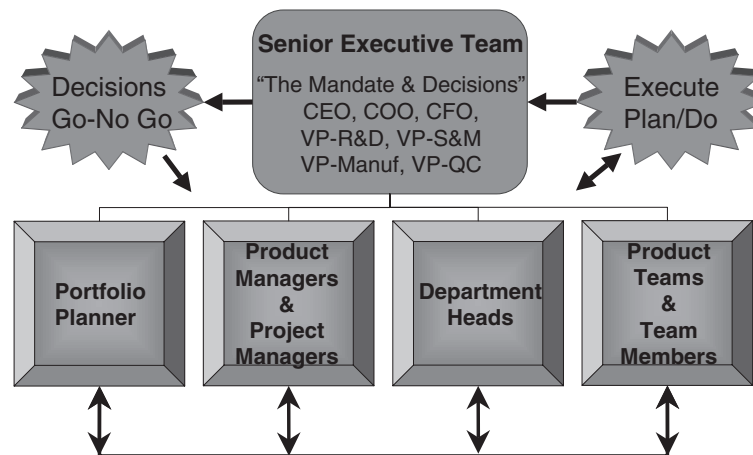 Decisions
Go-No Go
Senior Executive Team
“The Mandate & Decisions”
CEO, COO, CFO,
VP-R&D, VP-S&M
VP-Manuf, VP-QC
Execute
Plan/Do
Portfolio
Planner
Product
Managers
&
Project
Managers
Department
Heads
Product
Teams
&
Team
Members